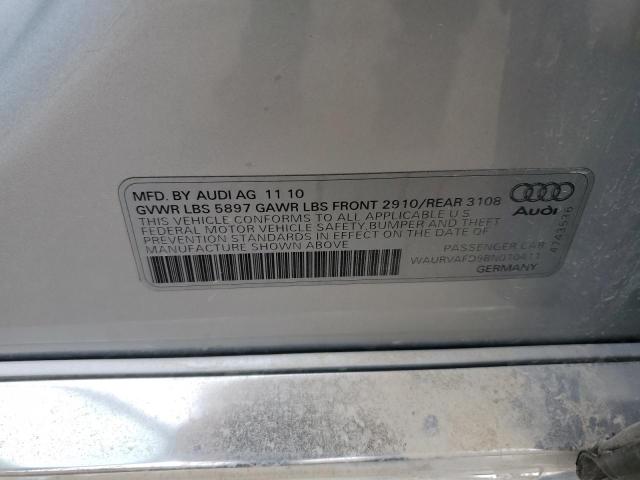 MFD. BY AUDI AG 11 10
GVWR LBS 5897 GAWR LBS FRONT 2910/REAR 3108
THIS VEHICLE CONFORMS TO ALL APPLICABLE U S
FEDERAL MOTOR VEHICLE SAFETY,BUMPER AND THEFT
PREVENTION STANDARDS IN EFFECT ON THE DATE OF
MANUFACTURE SHOWN ABOVE
PASSENGER CAR
WAURVAFD9BN010411
GERMANY
Audi
4743536